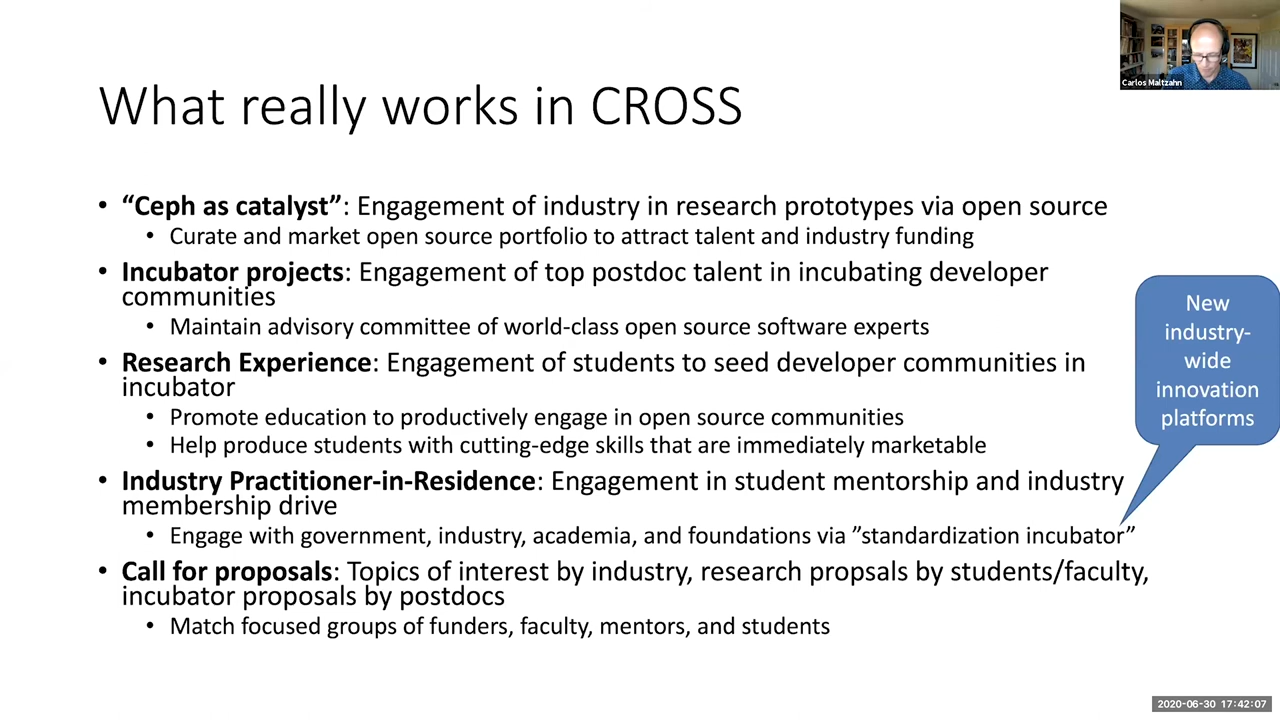 Carlos Maltzahn
What really works in CROSS
• “Ceph as catalyst”: Engagement of industry in research prototypes via open source
• Curate and market open source portfolio to attract talent and industry funding
• Incubator projects: Engagement of top postdoc talent in incubating developer
communities
• Maintain advisory committee of world-class open source software experts
• Research Experience: Engagement of students to seed developer communities in
incubator
• Promote education to productively engage in open source communities
• Help produce students with cutting-edge skills that are immediately marketable
• Industry Practitioner-in-Residence: Engagement in student mentorship and industry
membership drive
• Engage with government, industry, academia, and foundations via ”standardization incubator”
• Call for proposals: Topics of interest by industry, research propsals by students/faculty,
incubator proposals by postdocs
• Match focused groups of funders, faculty, mentors, and students
New
industry-
wide
innovation
platforms
2020-06-30 17:42:07